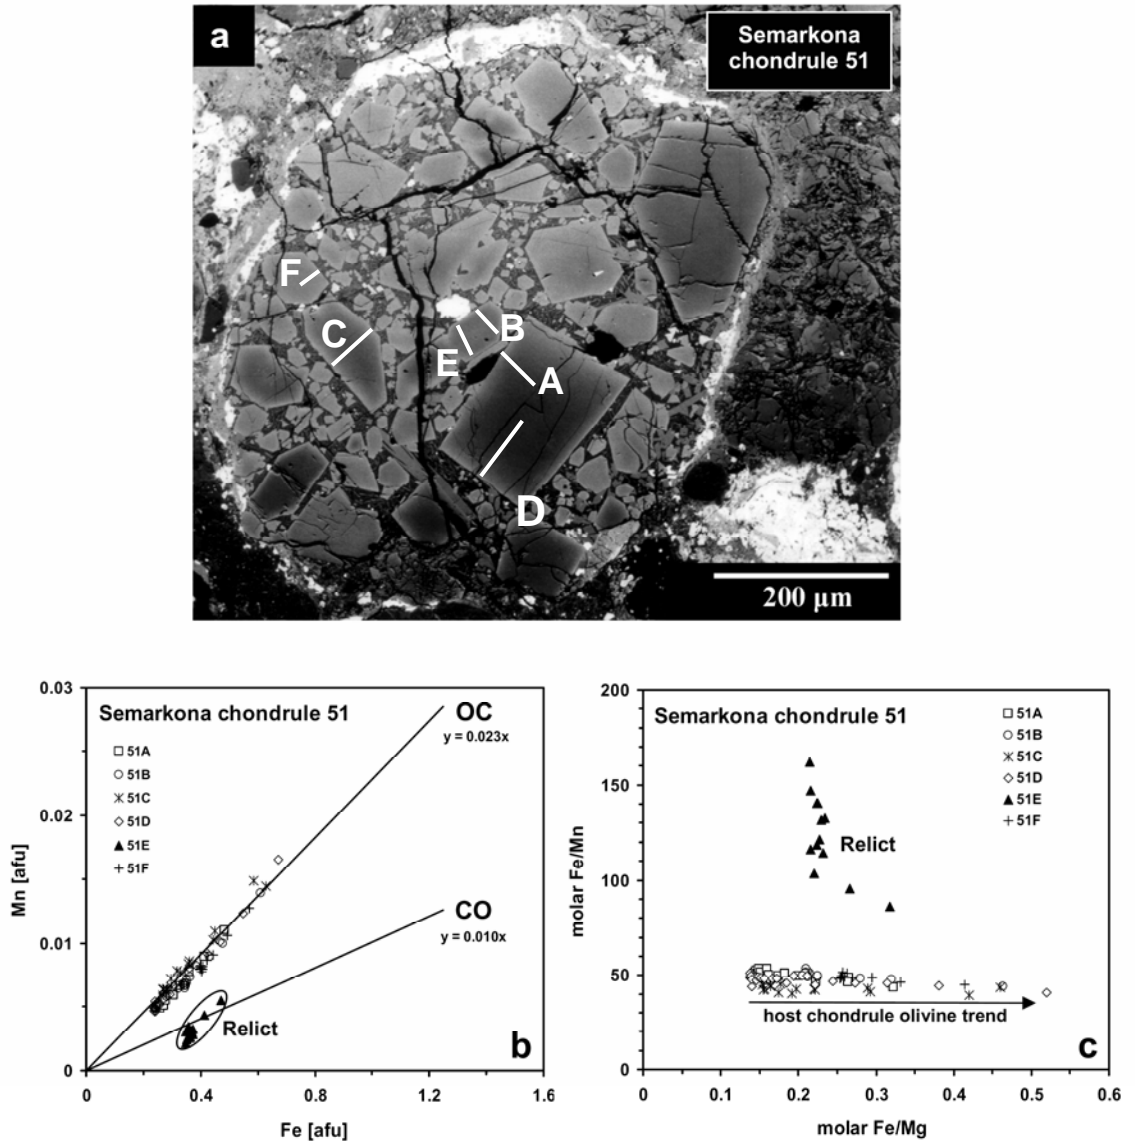 a
Semarkona
chondrule 51
F
C
B
E
A
D
200 µm
0.03
0.02
0.01
0
0
0.4
0.8
1.2
1.6
Mn [afu]
Fe [afu]
Semarkona chondrule 51
51A
51B
51C
51D
51E
51F
OC
y = 0.023x
CO
y = 0.010x
Relict
b
200
150
100
50
0
0
0.1
0.2
0.3
0.4
0.5
0.6
molar Fe/Mn
molar Fe/Mg
Semarkona chondrule 51
51A
51B
51C
51D
51E
51F
Relict
host chondrule olivine trend
c